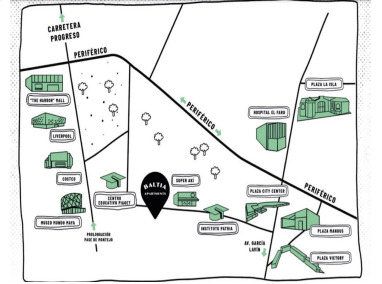 CARRETERA
PROGRESO
PERIFÉRICO
PLAZA LA ISLA
"THE HARBOR" MALL
PERIFÉRICO
HOSPITAL EL FARO
LIVERPOOL
COSTCO
CENTRO
EDUCATIVO PIAGET
BALTIA
APARTMENTS
SUPER AKÍ
PLAZA CITY CENTER
PERIFÉRICO
MUSEO MUNDO MAYA
INSTITUTO PATRIA
PROLONGACIÓN
PASE DE MONTEJO
AV. GARCÍA
LAVÍN
PLAZA MANGUS
PLAZA VICTORY